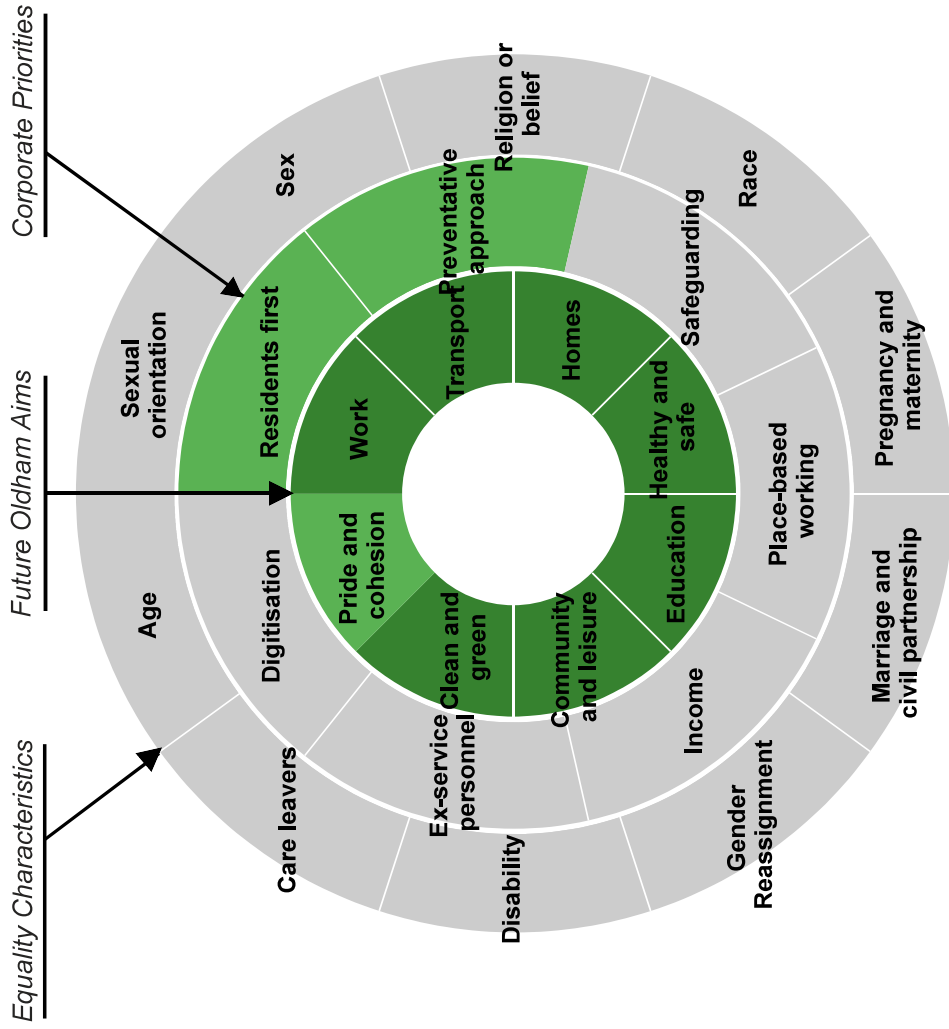 Equality Characteristics
Future Oldham Aims
Corporate Priorities
Age
Sexual
orientation
Sex
Religion or
belief
Race
Pregnancy and
maternity
Marriage and
civil partnership
Gender
Reassignment
Disability
Care leavers
Digitisation
Residents first
Preventative
approach
Safeguarding
Place-based
working
Income
Ex-service
personnel
Pride and
cohesion
Work
Transport
Homes
Healthy and
safe
Education
Community
and leisure
Clean and
green